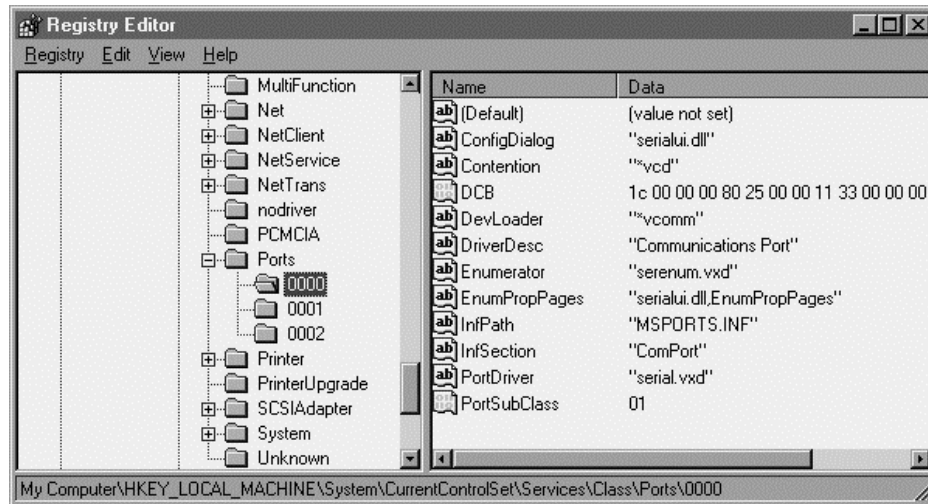 Registry Editor
Registry Edit View Help
MultiFunction
Net
NetClient
NetService
NetTrans
nodriver
PCMCIA
Ports
0000
0001
0002
Printer
PrinterUpgrade
SCSIAdapter
System
Unknown
Name Data
(Default) (value not set)
ConfigDialog "serialui.dll"
Contention "*vcd"
DCB 1c 00 00 00 80 25 00 00 11 33 00 00 00
DevLoader "*vcomm"
DriverDesc "Communications Port"
Enumerator "serenum.vxd"
EnumPropPages "serialui.dll,EnumPropPages"
InfPath "MSPORTS.INF"
InfSection "ComPort"
PortDriver "serial.vxd"
PortSubClass 01
My Computer\HKEY_LOCAL_MACHINE\System\CurrentControlSet\Services\Class\Ports\0000